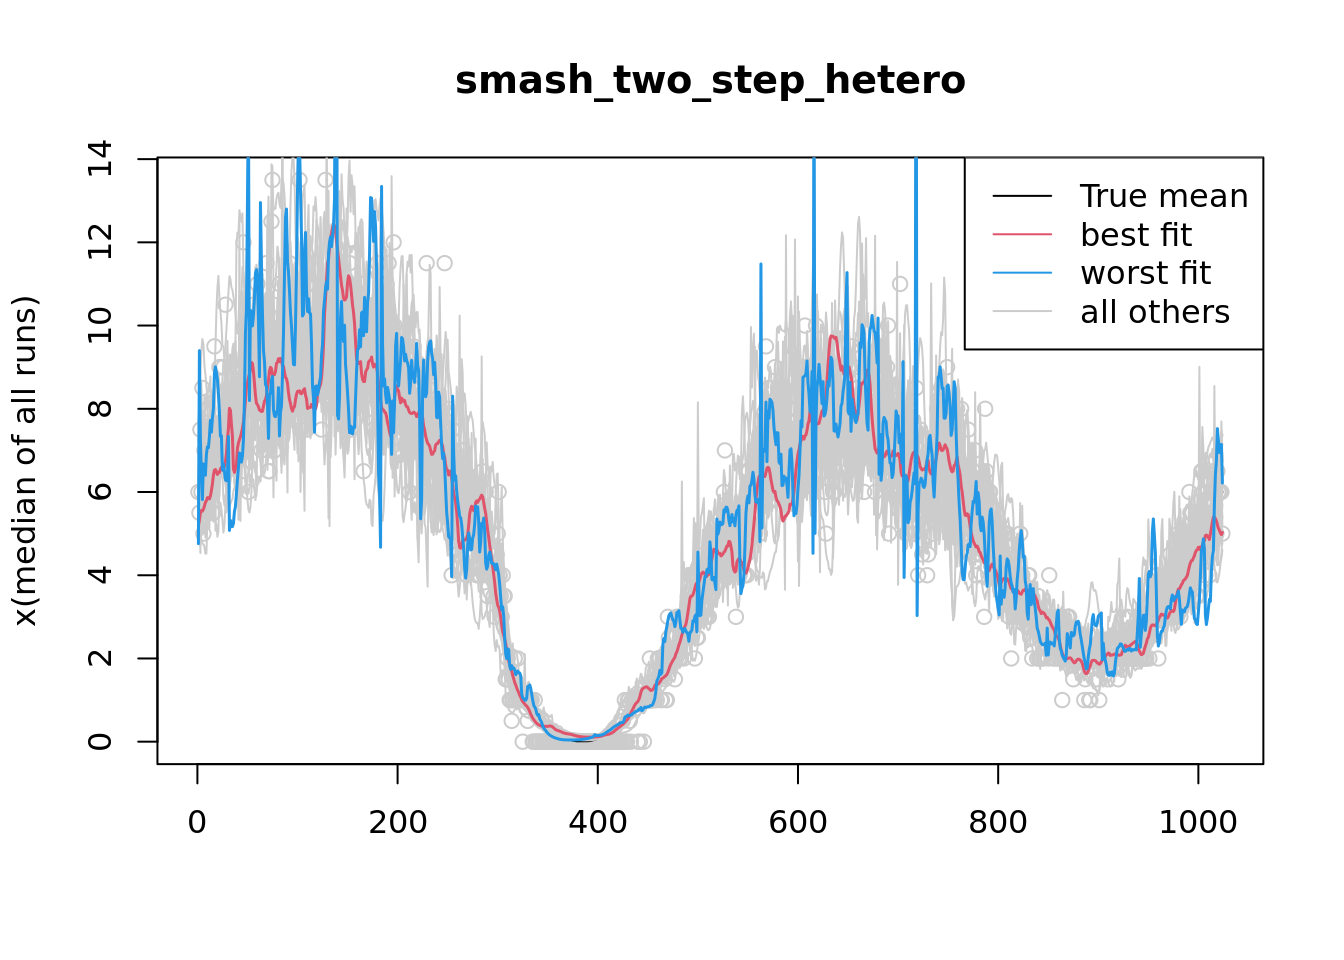 smash_two_step_hetero
x(median of all runs)
14
12
10
8
6
4
2
0
True mean
best fit
worst fit
all others
0 200 400 600 800 1000